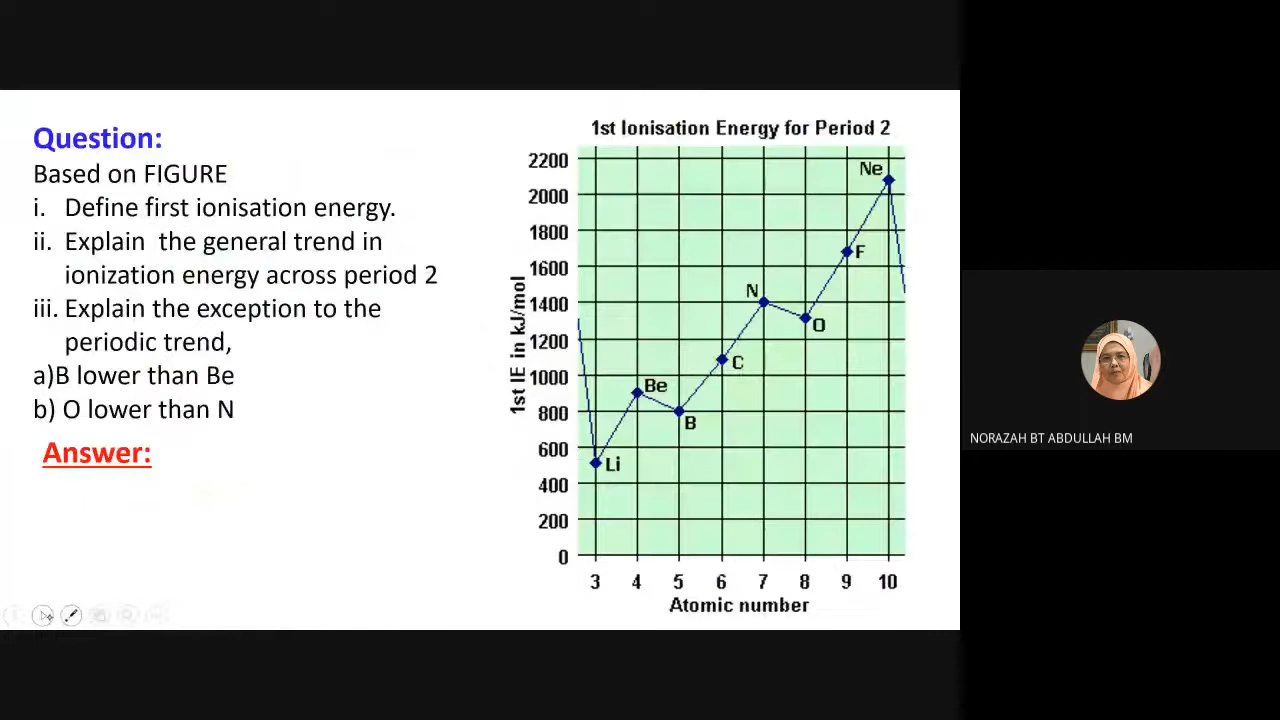 Question:
Based on FIGURE
i. Define first ionisation energy.
ii. Explain the general trend in
ionization energy across period 2
iii. Explain the exception to the
periodic trend,
a)B lower than Be
b) O lower than N
Answer:
1st Ionisation Energy for Period 2
1st IE in kJ/mol
2200
2000
1800
1600
1400
1200
1000
800
600
400
200
0
Li
Be
B
C
N
O
F
Ne
3 4 5 6 7 8 9 10
Atomic number
NORAZAH BT ABDULLAH BM